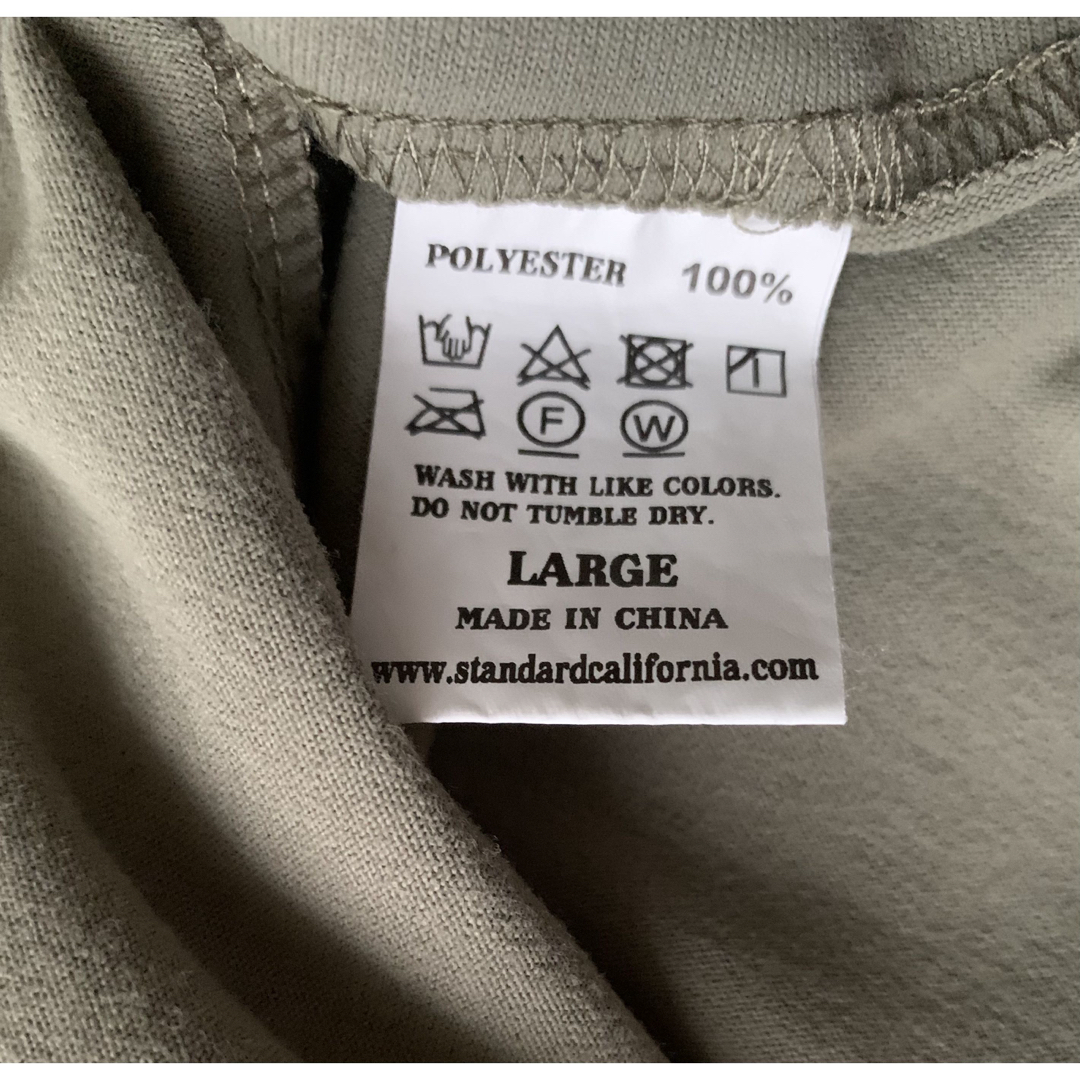 POLYESTER 100%
F W
WASH WITH LIKE COLORS.
DO NOT TUMBLE DRY.
LARGE
MADE IN CHINA
www.standardcalifornia.com